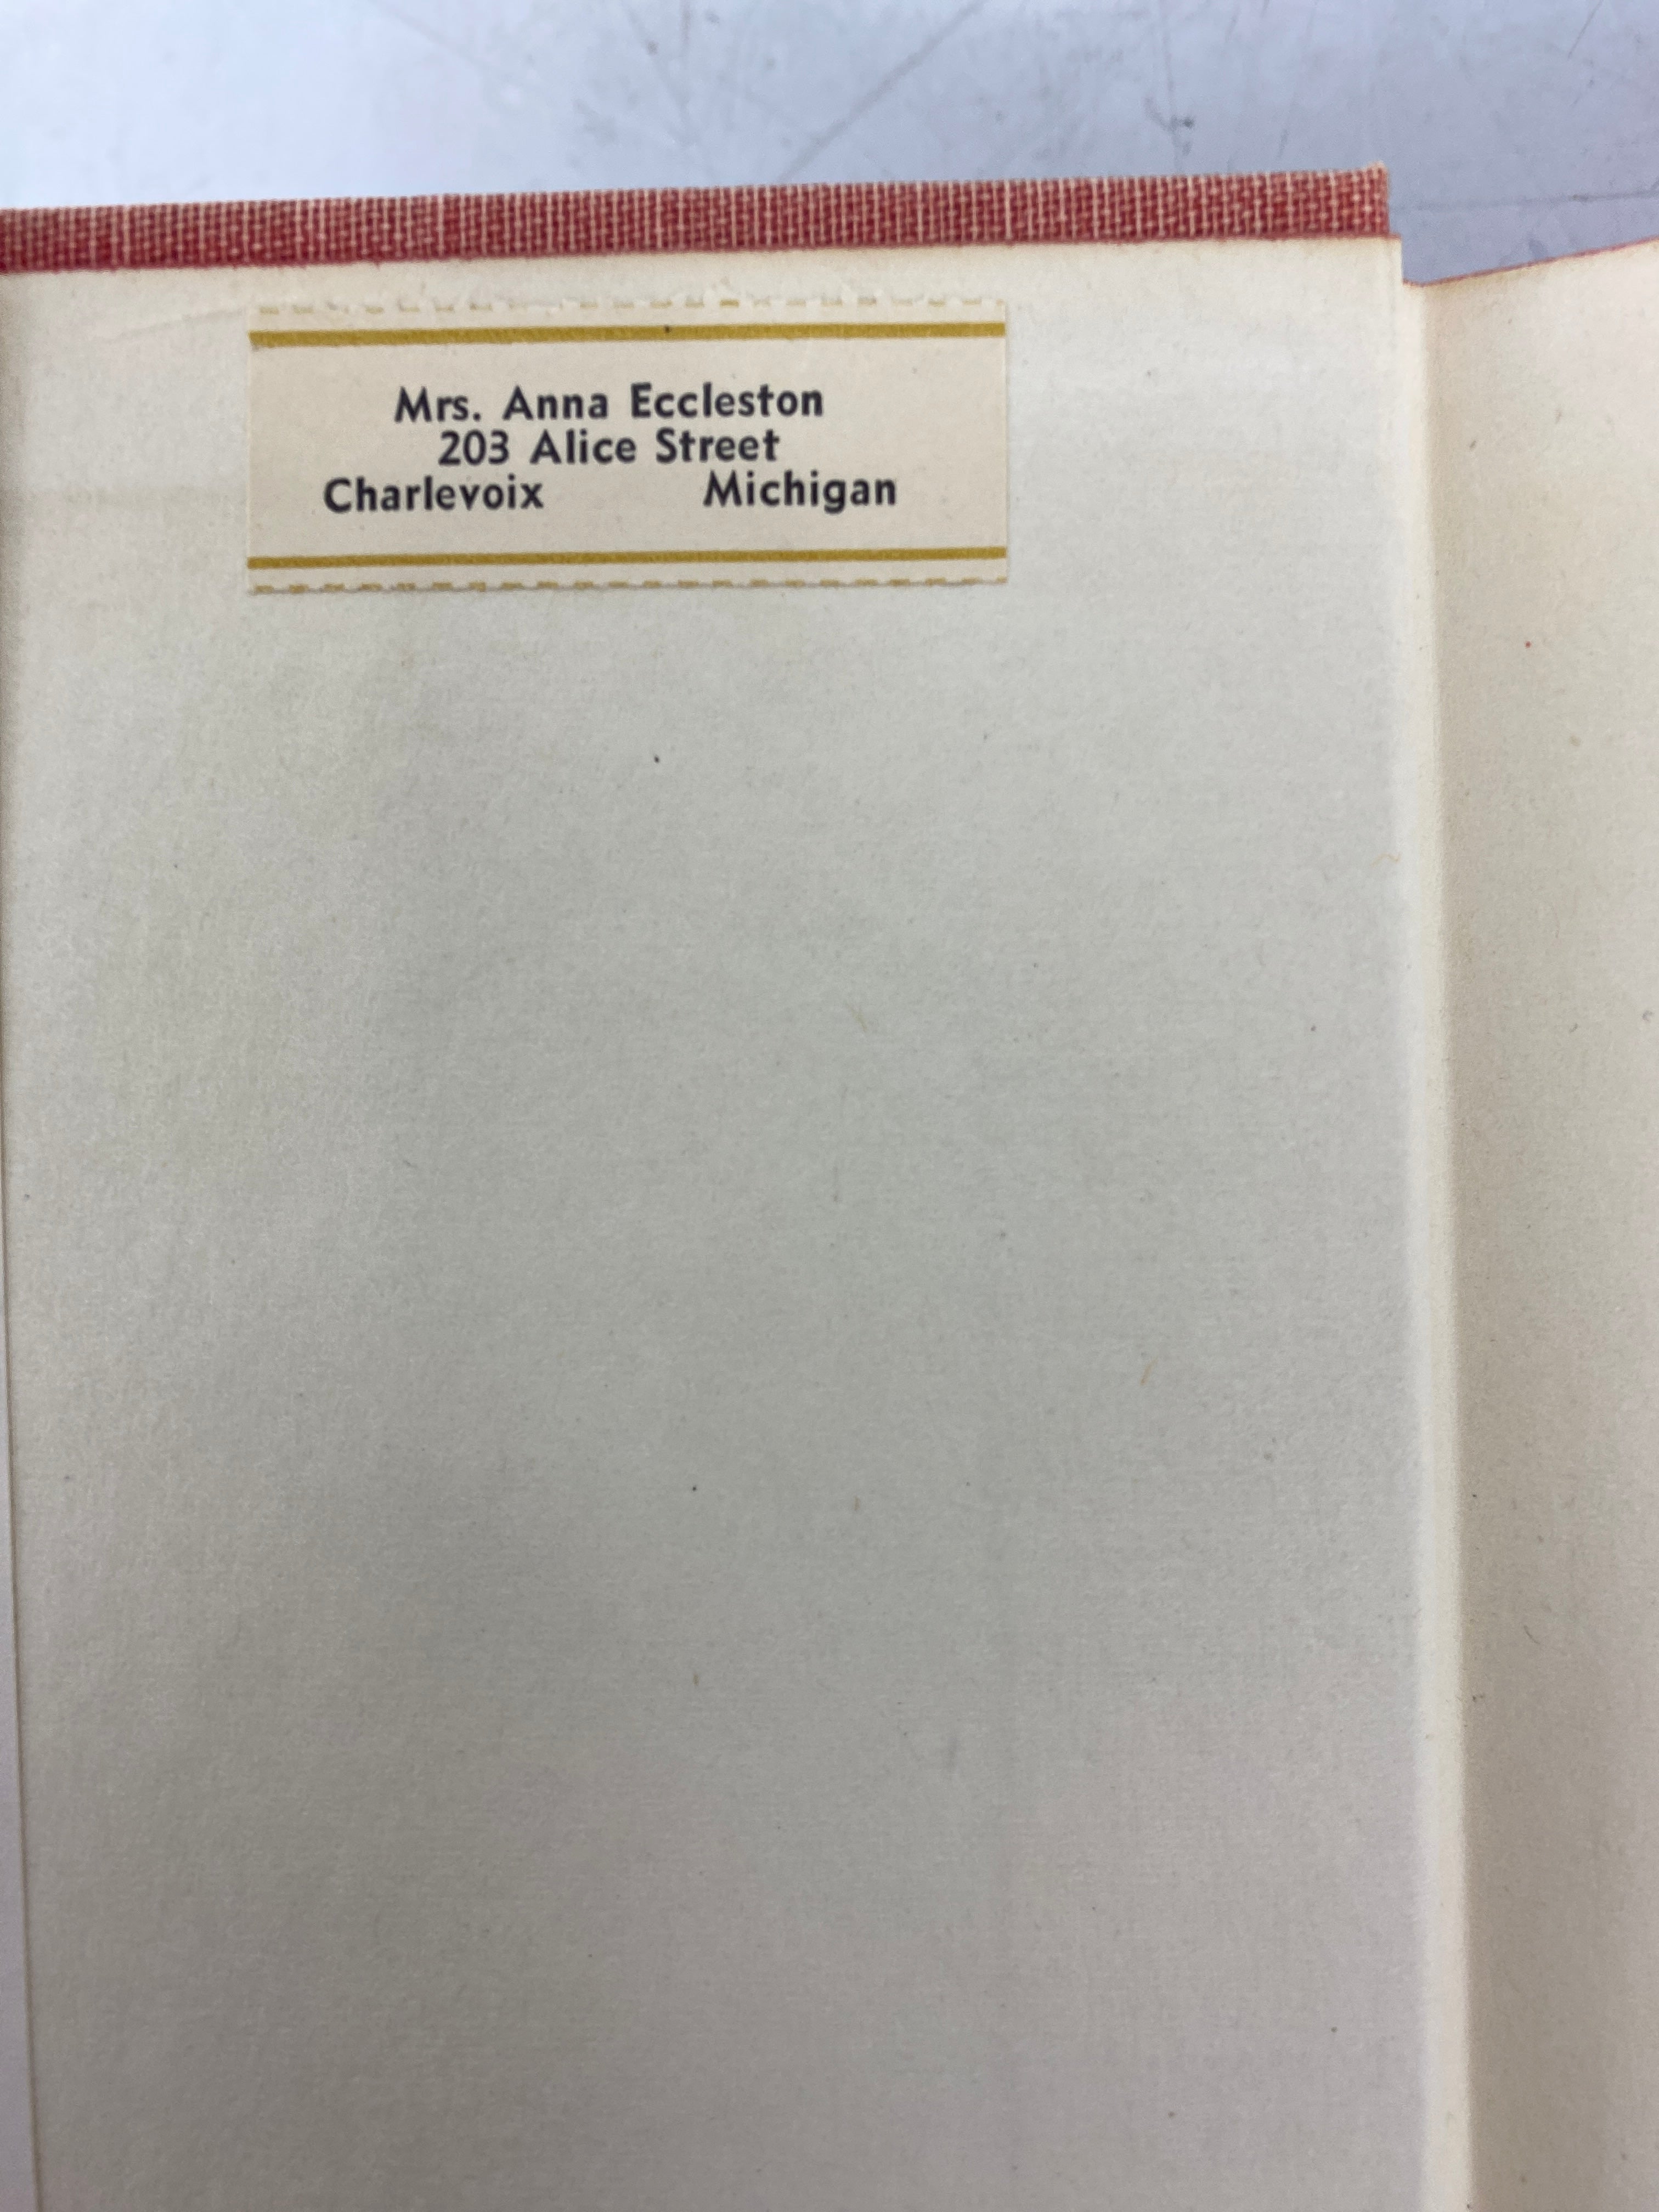 Mrs. Anna Eccleston
203 Alice Street
Charlevoix Michigan